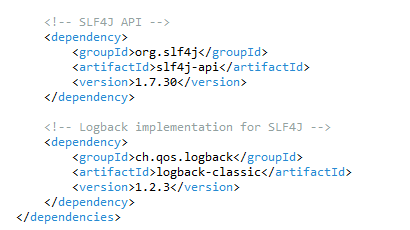 <!-- SLF4J API -->
<dependency>
<groupId>org.slf4j</groupId>
<artifactId>slf4j-api</artifactId>
<version>1.7.30</version>
</dependency>
<!-- Logback implementation for SLF4J -->
<dependency>
<groupId>ch.qos.logback</groupId>
<artifactId>logback-classic</artifactId>
<version>1.2.3</version>
</dependency>
</dependencies>